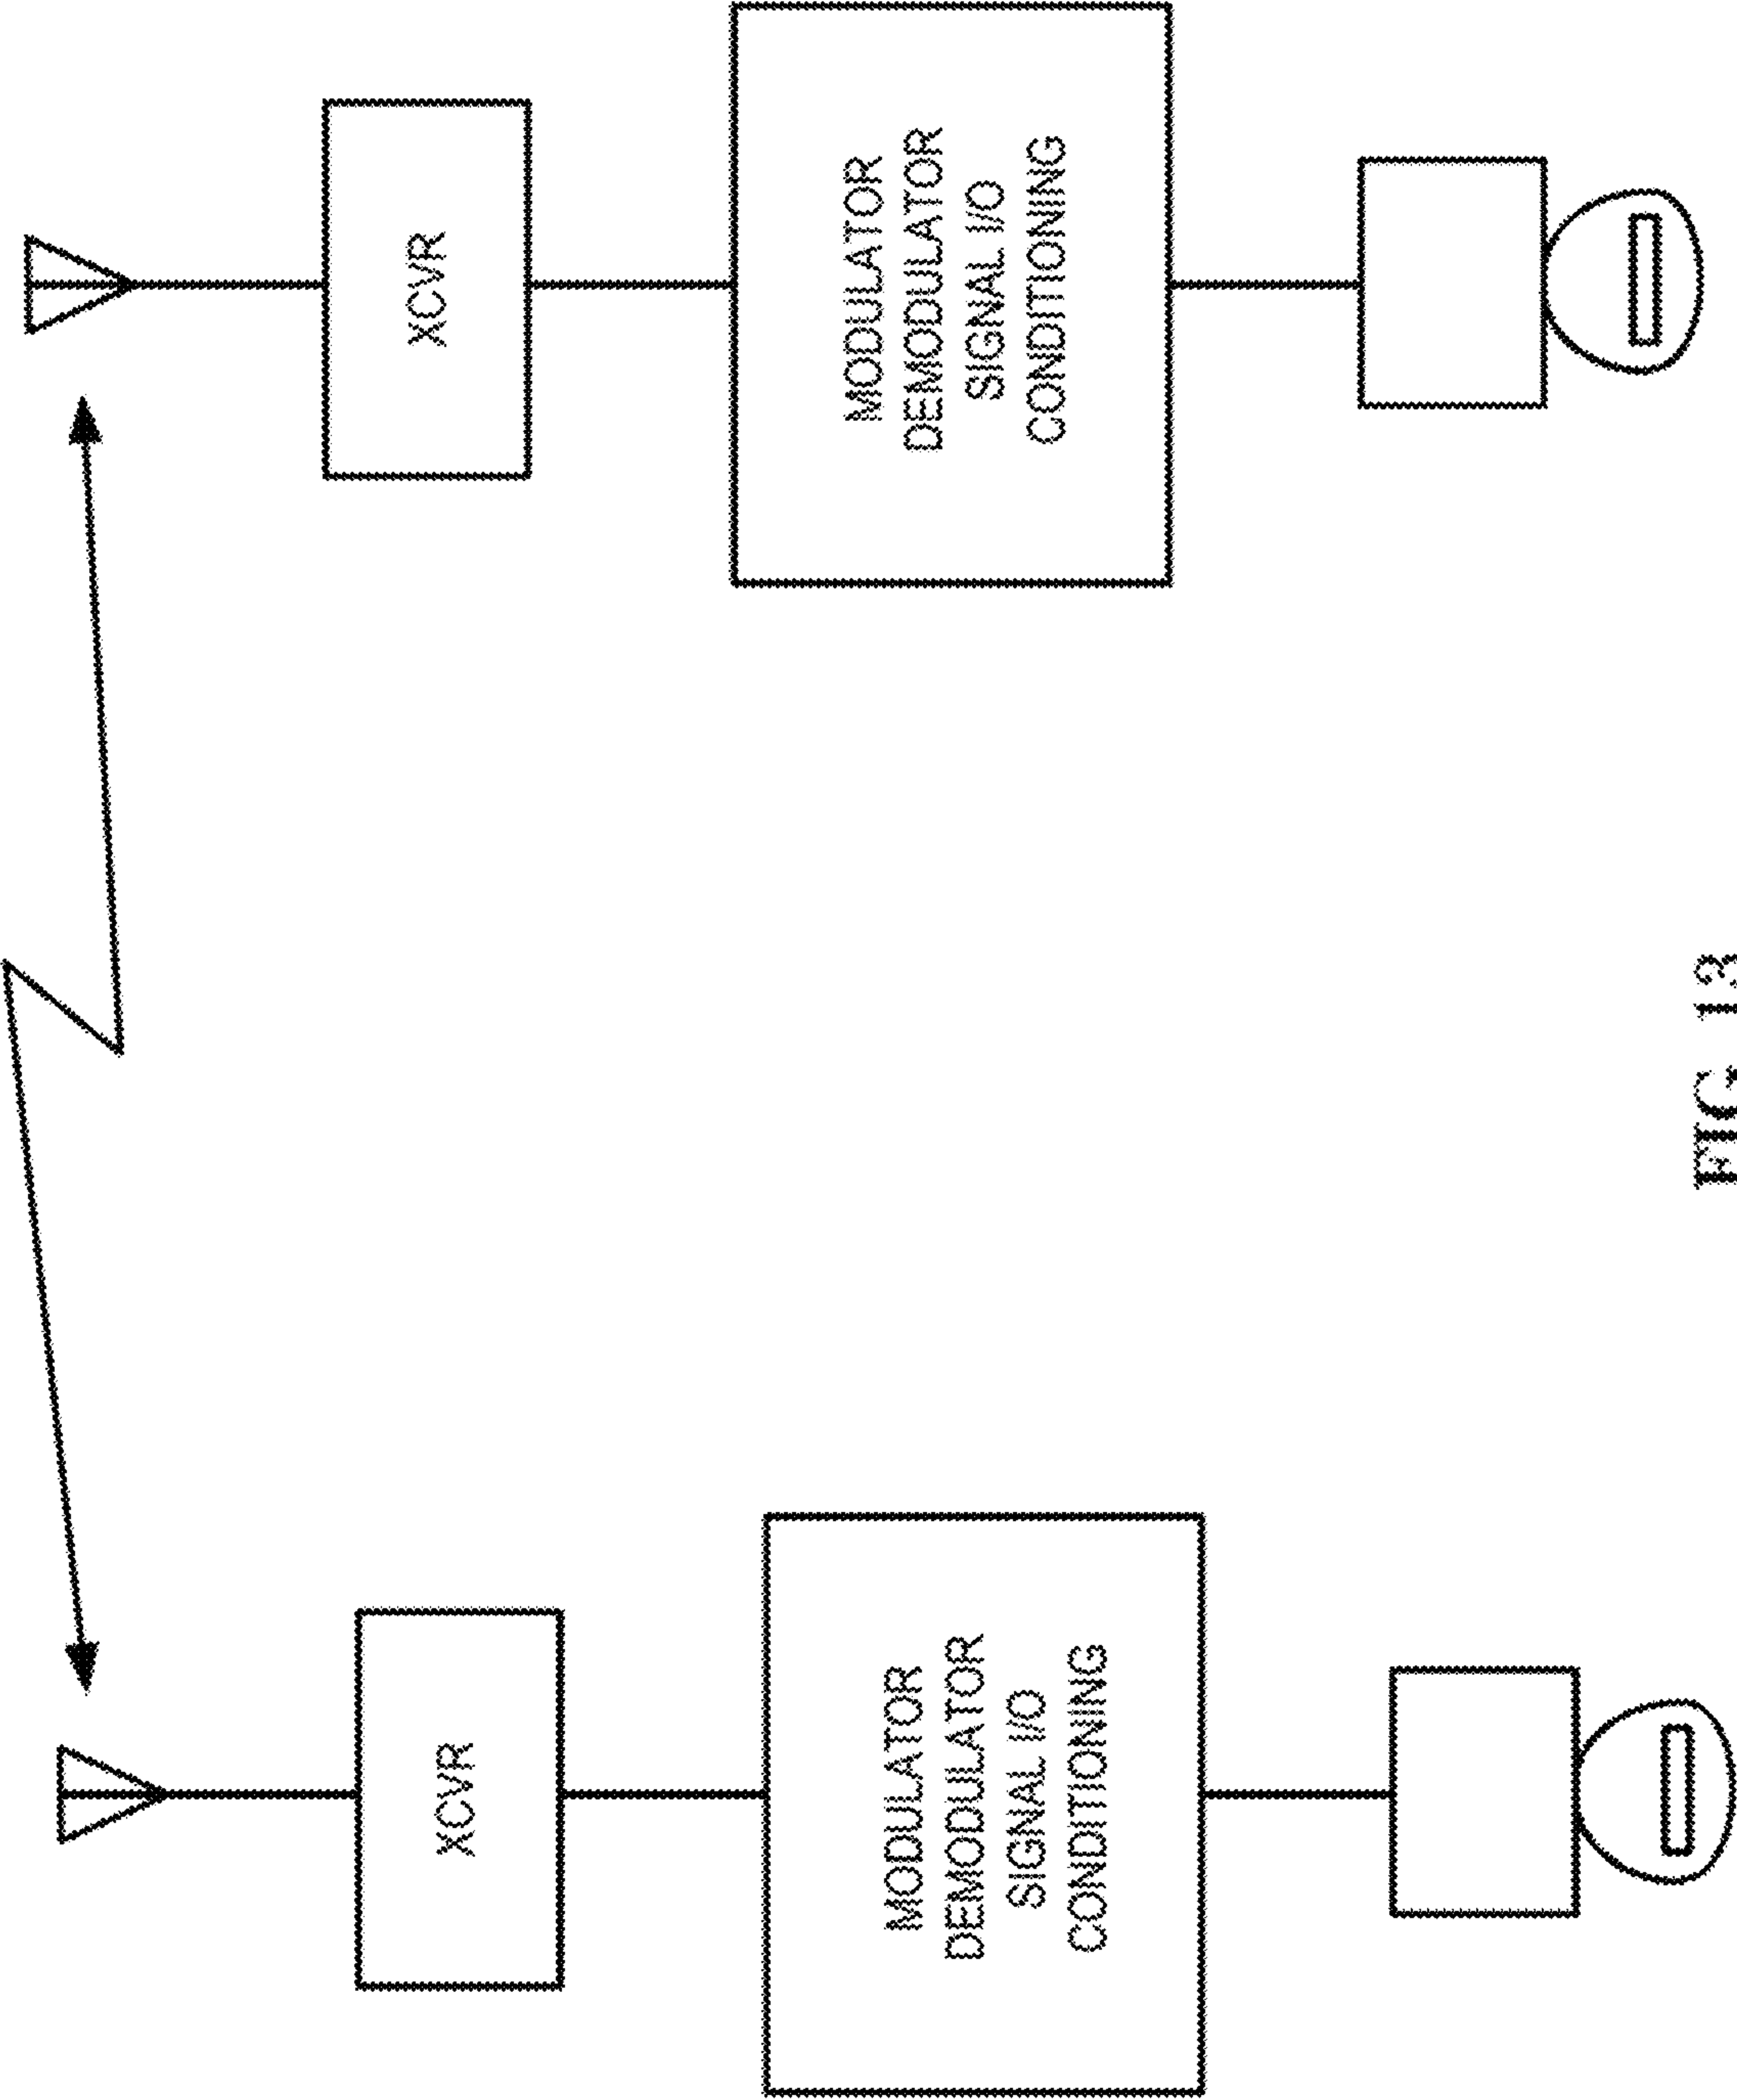 XCVR
MODULATOR
DEMODULATOR
SIGNAL I/O
CONDITIONING
XCVR
MODULATOR
DEMODULATOR
SIGNAL I/O
CONDITIONING
FIG. 13